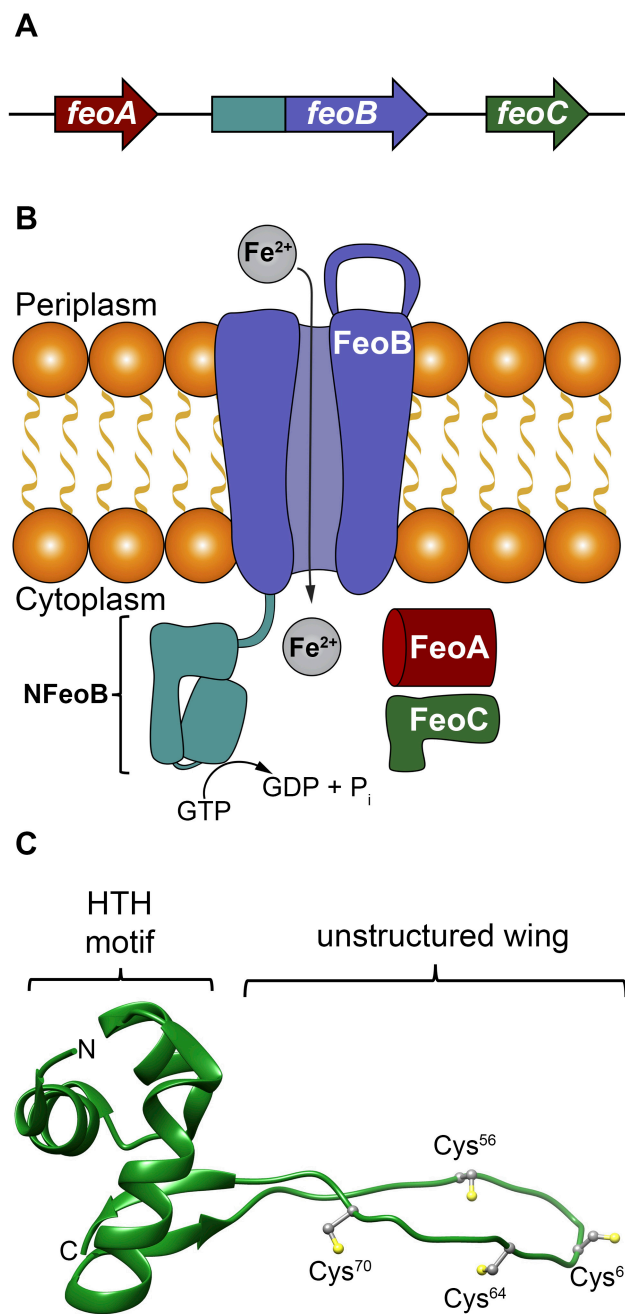 A
feoA feoB feoC
B
Fe²⁺
Periplasm
FeoB
Cytoplasm
Fe²⁺
FeoA
NFeoB
FeoC
GDP + Pᵢ
GTP
C
HTH
motif
unstructured wing
N
Cys⁵⁶
C
Cys⁷⁰
Cys⁶⁴
Cys⁶